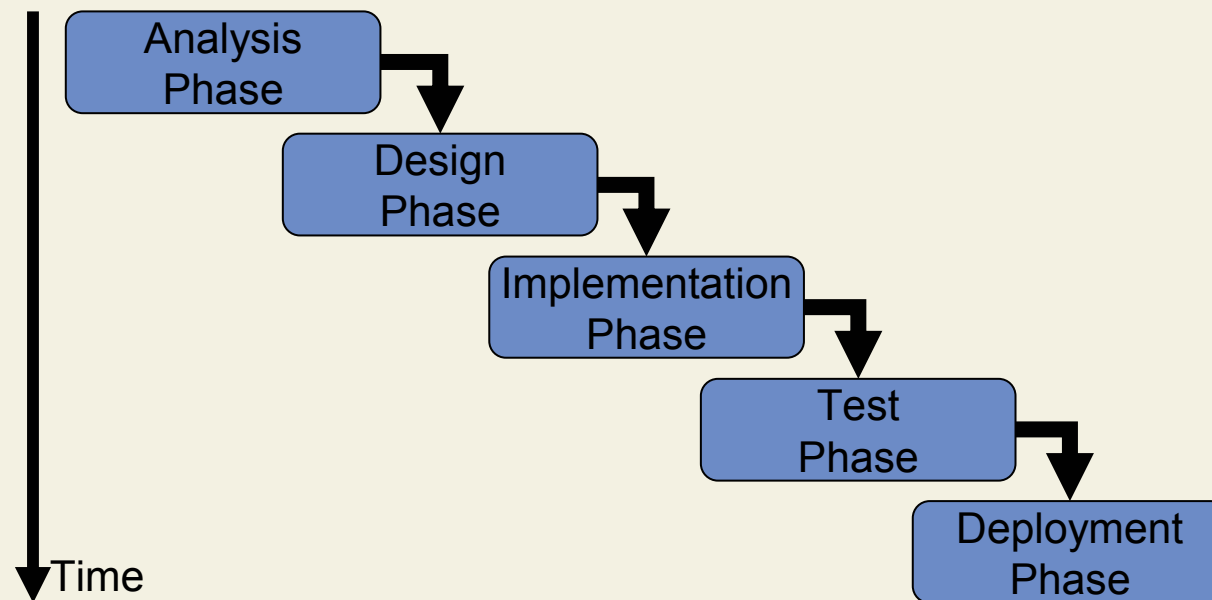 Analysis
Phase
Design
Phase
Implementation
Phase
Test
Phase
Deployment
Phase
Time